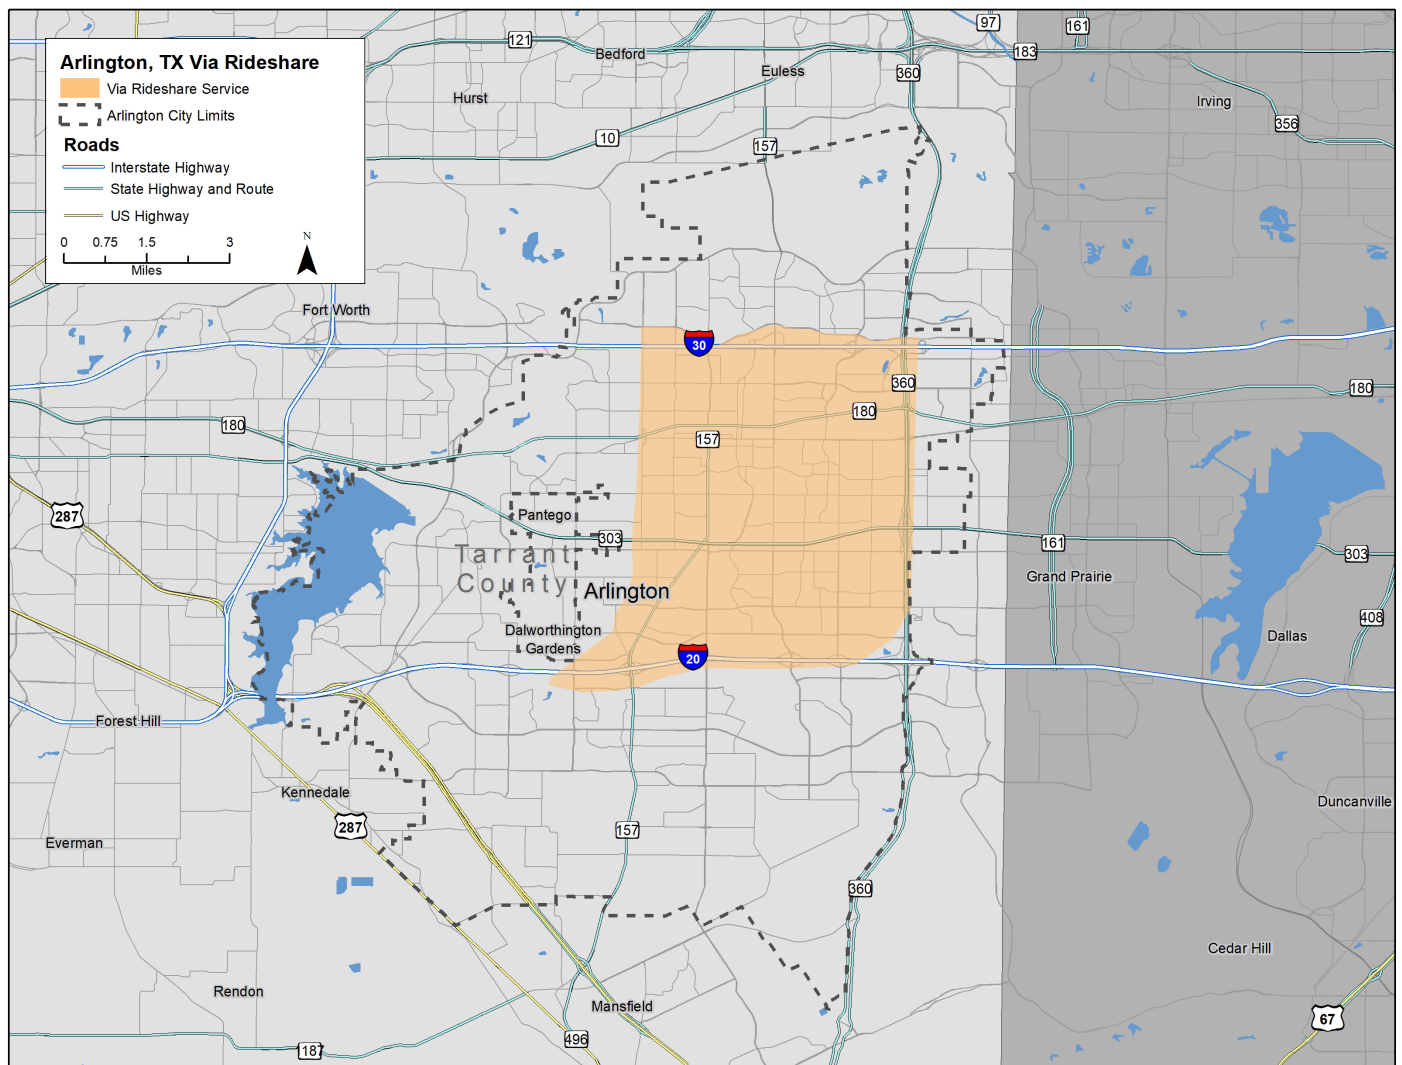 Arlington, TX Via Rideshare
Via Rideshare Service
Arlington City Limits
Roads
Interstate Highway
State Highway and Route
US Highway
0 0.75 1.5 3
Miles
N
97
161
121
183
Bedford
Euless
360
Hurst
Irving
356
10
157
Fort Worth
30
360
180
180
180
157
287
Pantego
303
161
303
Tarrant
County
Arlington
Grand Prairie
408
Dalworthington
Gardens
Dallas
20
Forest Hill
Kennedale
Duncanville
287
157
Everman
360
Cedar Hill
Rendon
Mansfield
67
496
187